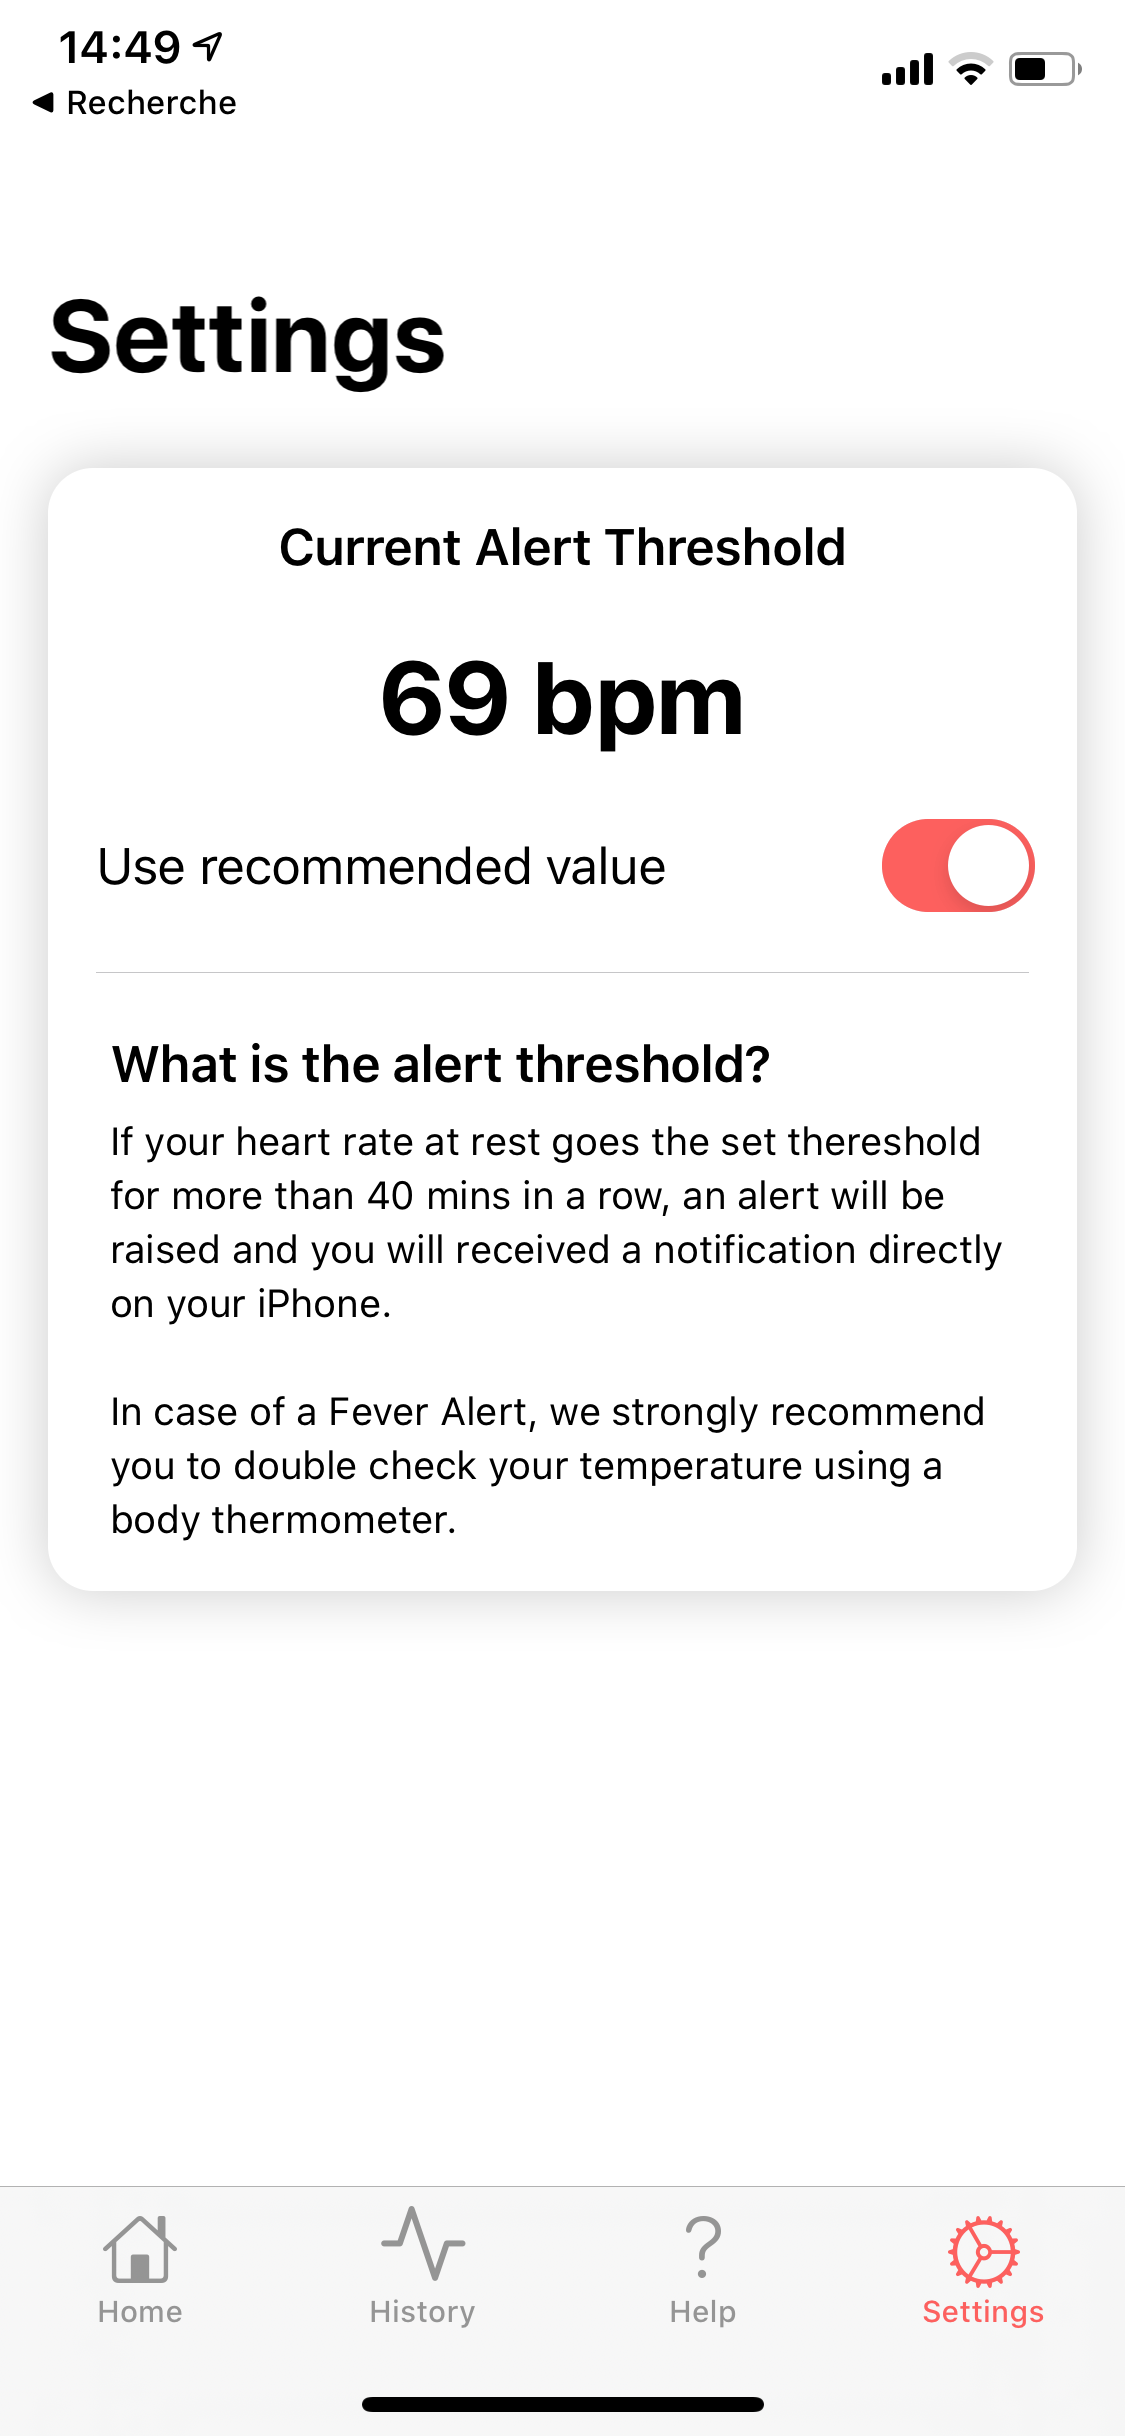 14:49
Recherche
Settings
Current Alert Threshold
69 bpm
Use recommended value
What is the alert threshold?
If your heart rate at rest goes the set thereshold
for more than 40 mins in a row, an alert will be
raised and you will received a notification directly
on your iPhone.
In case of a Fever Alert, we strongly recommend
you to double check your temperature using a
body thermometer.
Home
History
Help
Settings